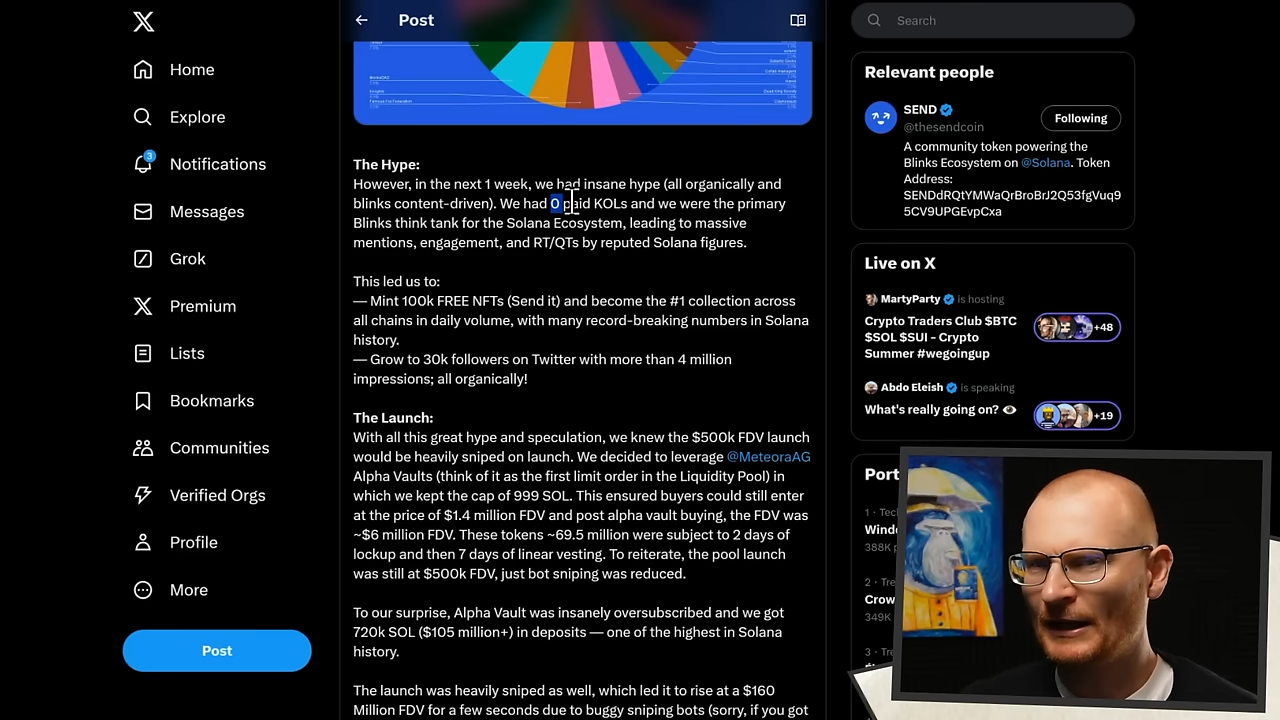 Home
Explore
3
Notifications
Messages
Grok
Premium
Lists
Bookmarks
Communities
Verified Orgs
Profile
More
Post
Post
The Hype:
However, in the next 1 week, we had insane hype (all organically and
blinks content-driven). We had 0 paid KOLs and we were the primary
Blinks think tank for the Solana Ecosystem, leading to massive
mentions, engagement, and RT/QTs by reputed Solana figures.
This led us to:
— Mint 100k FREE NFTs (Send it) and become the #1 collection across
all chains in daily volume, with many record-breaking numbers in Solana
history.
— Grow to 30k followers on Twitter with more than 4 million
impressions; all organically!
The Launch:
With all this great hype and speculation, we knew the $500k FDV launch
would be heavily sniped on launch. We decided to leverage @MeteoraAG
Alpha Vaults (think of it as the first limit order in the Liquidity Pool) in
which we kept the cap of 999 SOL. This ensured buyers could still enter
at the price of $1.4 million FDV and post alpha vault buying, the FDV was
~$6 million FDV. These tokens ~69.5 million were subject to 2 days of
lockup and then 7 days of linear vesting. To reiterate, the pool launch
was still at $500k FDV, just bot sniping was reduced.
To our surprise, Alpha Vault was insanely oversubscribed and we got
720k SOL ($105 million+) in deposits — one of the highest in Solana
history.
The launch was heavily sniped as well, which led it to rise at a $160
Million FDV for a few seconds due to buggy sniping bots (sorry, if you got
Search
Relevant people
SEND
@thesendcoin
Following
A community token powering the
Blinks Ecosystem on @Solana. Token
Address:
SENDdRQtYMWaQrBroBrJ2Q53fgVuq9
5CV9UPGEvpCxa
Live on X
MartyParty is hosting
Crypto Traders Club $BTC
$SOL $SUI - Crypto
Summer #wegoingup
+48
Abdo Eleish is speaking
What's really going on?
+19
Port
1 · Tec
Windo
388K p
2 · Tre
Crow
349K
3 · Tre